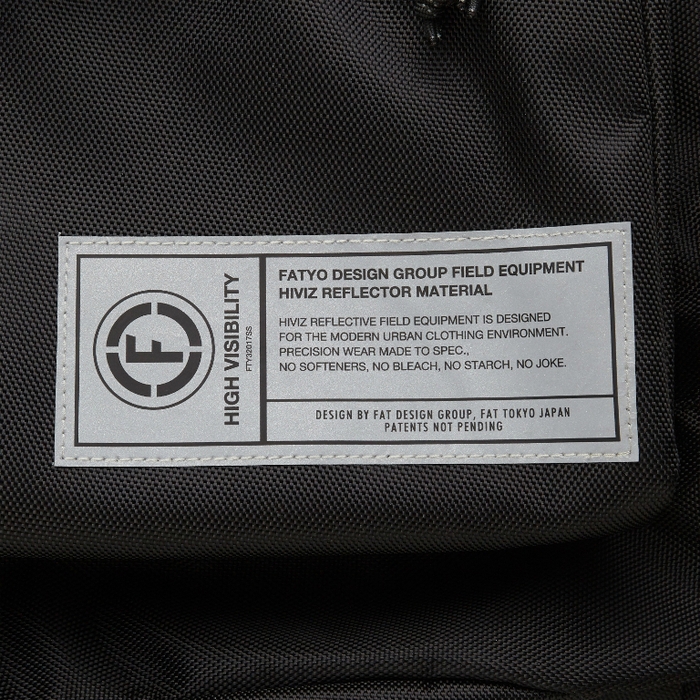 F
HIGH VISIBILITY
FTY32017SS
FATYO DESIGN GROUP FIELD EQUIPMENT
HIVIZ REFLECTOR MATERIAL
HIVIZ REFLECTIVE FIELD EQUIPMENT IS DESIGNED
FOR THE MODERN URBAN CLOTHING ENVIRONMENT.
PRECISION WEAR MADE TO SPEC.,
NO SOFTENERS, NO BLEACH, NO STARCH, NO JOKE.
DESIGN BY FAT DESIGN GROUP, FAT TOKYO JAPAN
PATENTS NOT PENDING